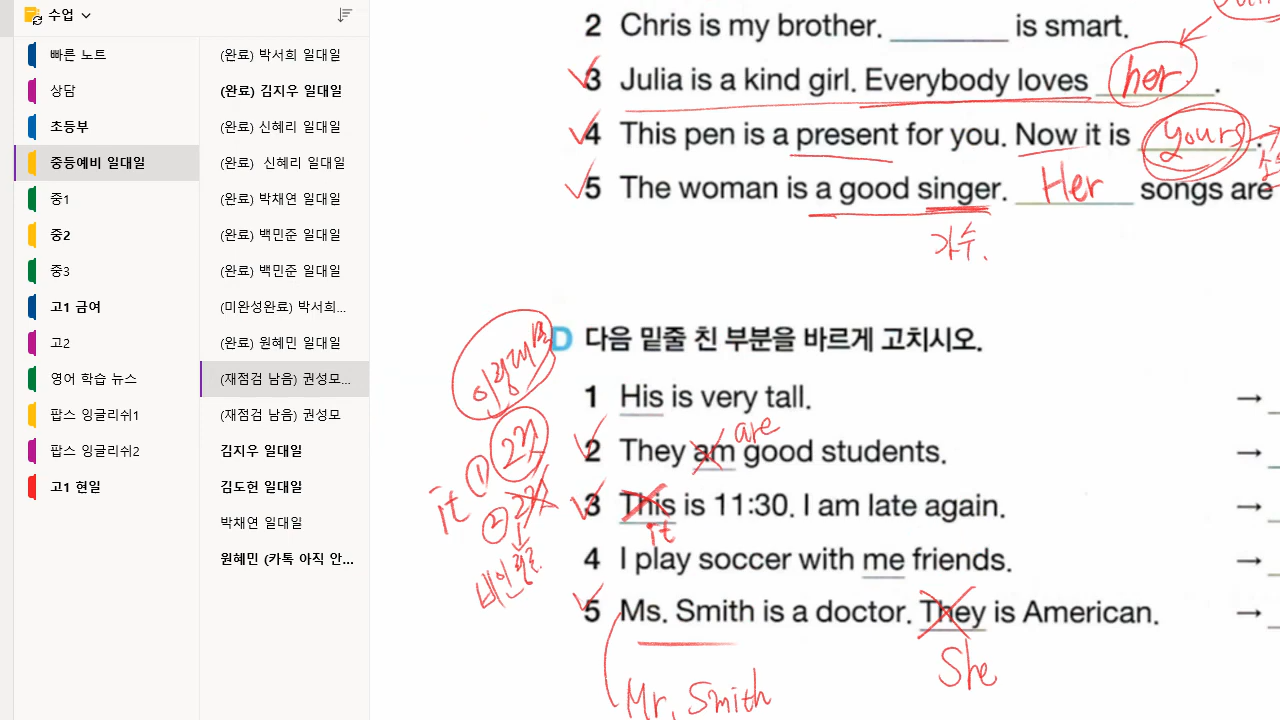 수업
빠른 노트
상담
초등부
중등예비 일대일
중1
중2
중3
고1 금여
고2
영어 학습 뉴스
팝스 잉글리쉬1
팝스 잉글리쉬2
고1 현일
(완료) 박서희 일대일
(완료) 김지우 일대일
(완료) 신혜리 일대일
(완료) 신혜리 일대일
(완료) 박채연 일대일
(완료) 백민준 일대일
(완료) 백민준 일대일
(미완성완료) 박서희...
(완료) 원혜민 일대일
(재점검 남음) 권성모...
(재점검 남음) 권성모
김지우 일대일
김도현 일대일
박채연 일대일
원혜민 (카톡 아직 안...
2 Chris is my brother. ________ is smart.
3 Julia is a kind girl. Everybody loves her.
4 This pen is a present for you. Now it is yours.
5 The woman is a good singer. Her songs are
가수.
D 다음 밑줄 친 부분을 바르게 고치시오.
인칭대명
1 His is very tall. →
are
2 They am good students. →
3 This is 11:30. I am late again. →
it
it ①
②
4 I play soccer with me friends. →
5 Ms. Smith is a doctor. They is American. →
She
Mr. Smith